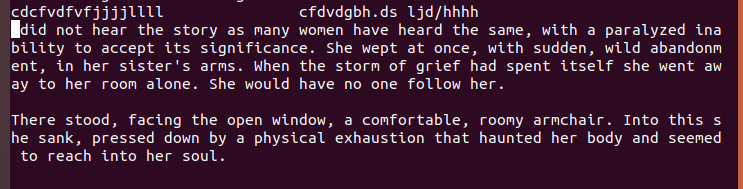 cdcfvdfvfjjjjllll cfdvdgbh.ds ljd/hhhh
did not hear the story as many women have heard the same, with a paralyzed ina
bility to accept its significance. She wept at once, with sudden, wild abandonm
ent, in her sister's arms. When the storm of grief had spent itself she went aw
ay to her room alone. She would have no one follow her.

There stood, facing the open window, a comfortable, roomy armchair. Into this s
he sank, pressed down by a physical exhaustion that haunted her body and seemed
to reach into her soul.